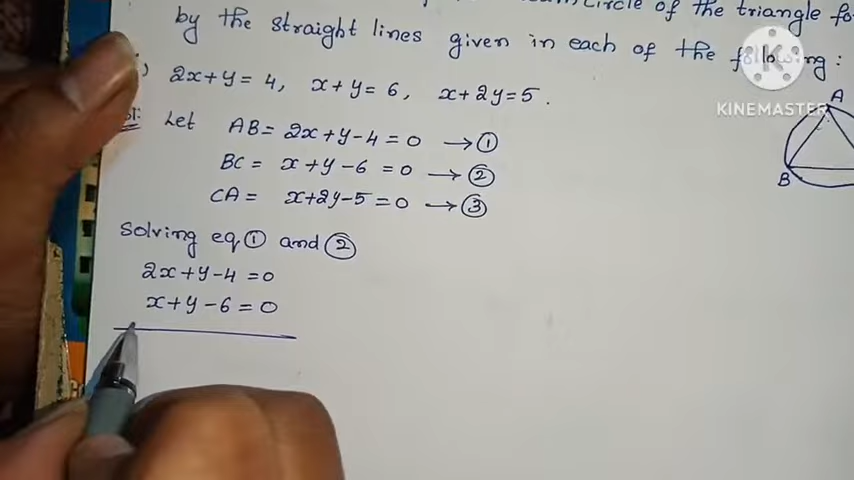 circle of the triangle
by the straight lines given in each of the following :
) 2x+y=4, x+y=6, x+2y=5.
Let AB= 2x+y-4=0 → ①
BC= x+y-6=0 → ②
CA= x+2y-5=0 → ③
Solving eq ① and ②
2x+y-4=0
x+y-6=0
A
B
KINEMASTER